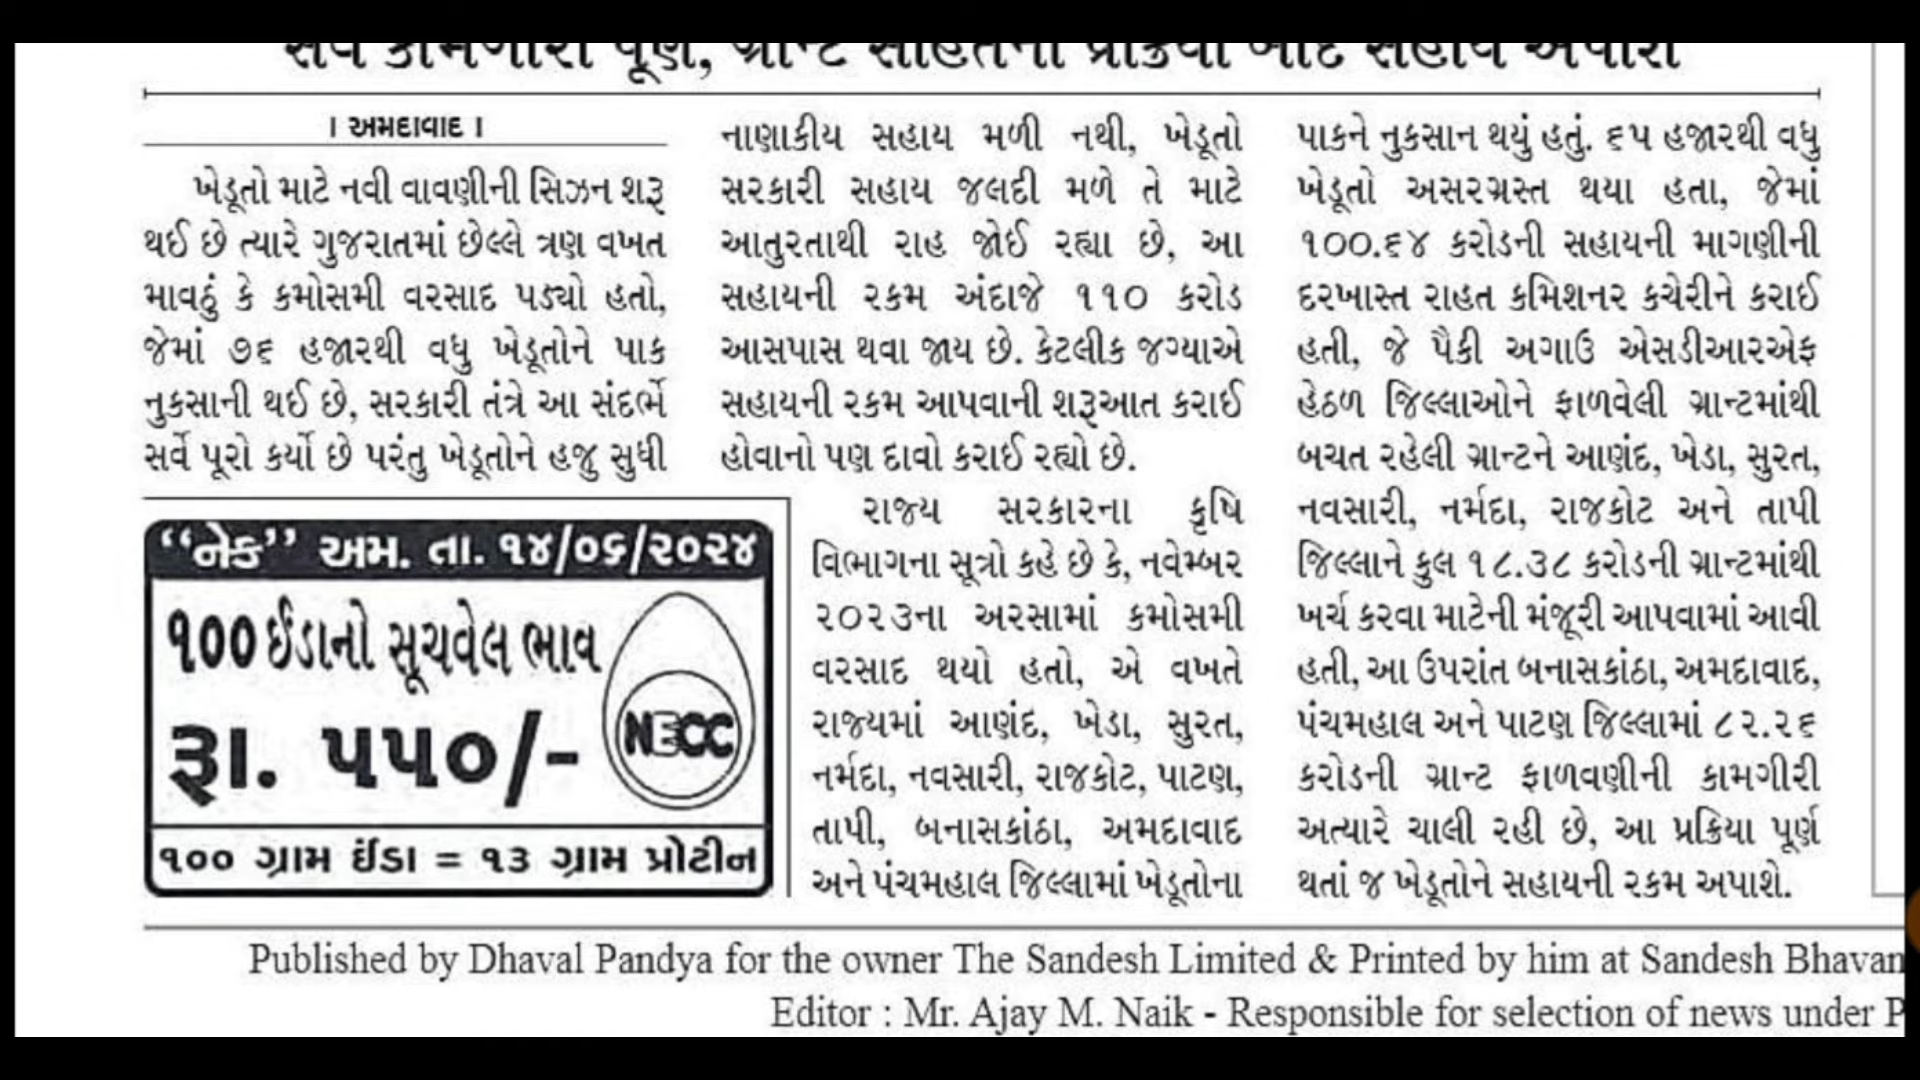 સર્વે કામગીરી પૂર્ણ, ગ્રાન્ટ સહિતની પ્રક્રિયા બાદ સહાય અપાશે
। અમદાવાદ ।
ખેડૂતો માટે નવી વાવણીની સિઝન શરૂ
થઈ છે ત્યારે ગુજરાતમાં છેલ્લે ત્રણ વખત
માવઠું કે કમોસમી વરસાદ પડ્યો હતો,
જેમાં ૭૬ હજારથી વધુ ખેડૂતોને પાક
નુકસાની થઈ છે, સરકારી તંત્રે આ સંદર્ભે
સર્વે પૂરો કર્યો છે પરંતુ ખેડૂતોને હજુ સુધી
નાણાકીય સહાય મળી નથી, ખેડૂતો
સરકારી સહાય જલદી મળે તે માટે
આતુરતાથી રાહ જોઈ રહ્યા છે, આ
સહાયની રકમ અંદાજે ૧૧૦ કરોડ
આસપાસ થવા જાય છે. કેટલીક જગ્યાએ
સહાયની રકમ આપવાની શરૂઆત કરાઈ
હોવાનો પણ દાવો કરાઈ રહ્યો છે.
રાજ્ય સરકારના કૃષિ
વિભાગના સૂત્રો કહે છે કે, નવેમ્બર
૨૦૨૩ના અરસામાં કમોસમી
વરસાદ થયો હતો, એ વખતે
રાજ્યમાં આણંદ, ખેડા, સુરત,
નર્મદા, નવસારી, રાજકોટ, પાટણ,
તાપી, બનાસકાંઠા, અમદાવાદ
અને પંચમહાલ જિલ્લામાં ખેડૂતોના
પાકને નુકસાન થયું હતું. ૬૫ હજારથી વધુ
ખેડૂતો અસરગ્રસ્ત થયા હતા, જેમાં
૧૦૦.૬૪ કરોડની સહાયની માગણીની
દરખાસ્ત રાહત કમિશનર કચેરીને કરાઈ
હતી, જે પૈકી અગાઉ એસડીઆરએફ
હેઠળ જિલ્લાઓને ફાળવેલી ગ્રાન્ટમાંથી
બચત રહેલી ગ્રાન્ટને આણંદ, ખેડા, સુરત,
નવસારી, નર્મદા, રાજકોટ અને તાપી
જિલ્લાને કુલ ૧૮.૩૮ કરોડની ગ્રાન્ટમાંથી
ખર્ચ કરવા માટેની મંજૂરી આપવામાં આવી
હતી, આ ઉપરાંત બનાસકાંઠા, અમદાવાદ,
પંચમહાલ અને પાટણ જિલ્લામાં ૮૨.૨૬
કરોડની ગ્રાન્ટ ફાળવણીની કામગીરી
અત્યારે ચાલી રહી છે, આ પ્રક્રિયા પૂર્ણ
થતાં જ ખેડૂતોને સહાયની રકમ અપાશે.
“નેક” અમ. તા. ૧૪/૦૬/૨૦૨૪
૧૦૦ ઈંડાનો સૂચવેલ ભાવ
રૂા. ૫૫૦/-
NECC
૧૦૦ ગ્રામ ઈંડા = ૧૩ ગ્રામ પ્રોટીન
Published by Dhaval Pandya for the owner The Sandesh Limited & Printed by him at Sandesh Bhavan
Editor : Mr. Ajay M. Naik - Responsible for selection of news under P